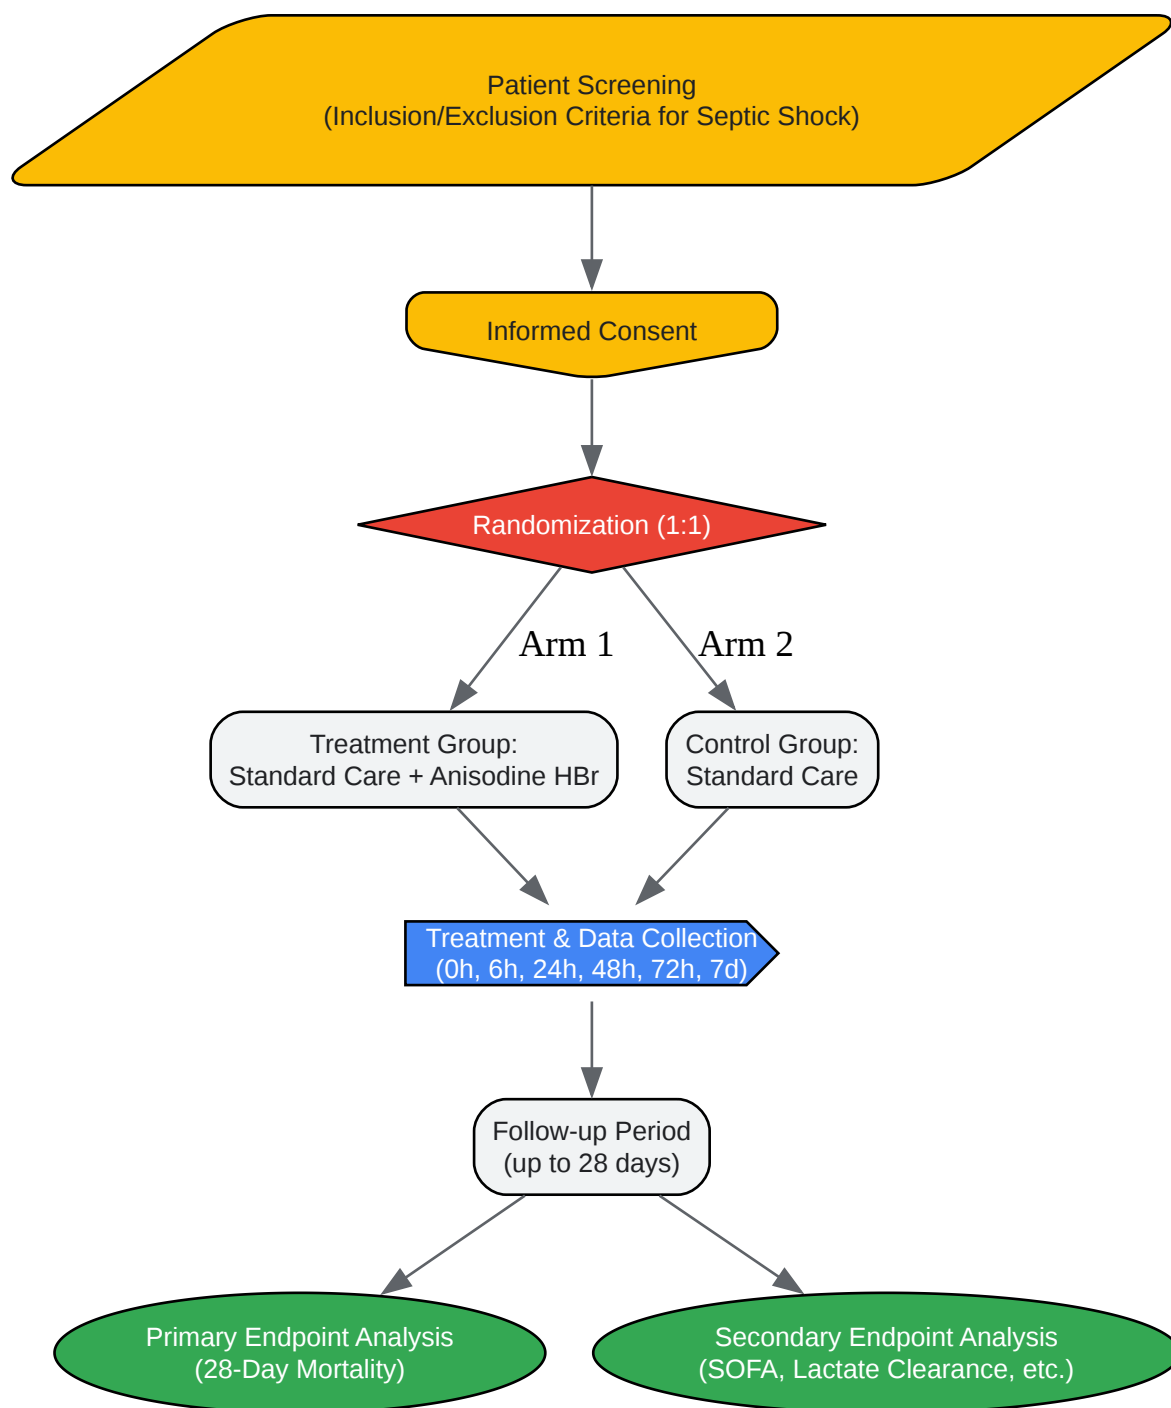 Patient Screening
(Inclusion/Exclusion Criteria for Septic Shock)
Informed Consent
Randomization (1:1)
Arm 1
Arm 2
Treatment Group:
Standard Care + Anisodine HBr
Control Group:
Standard Care
Treatment & Data Collection
(0h, 6h, 24h, 48h, 72h, 7d)
Follow-up Period
(up to 28 days)
Primary Endpoint Analysis
(28-Day Mortality)
Secondary Endpoint Analysis
(SOFA, Lactate Clearance, etc.)